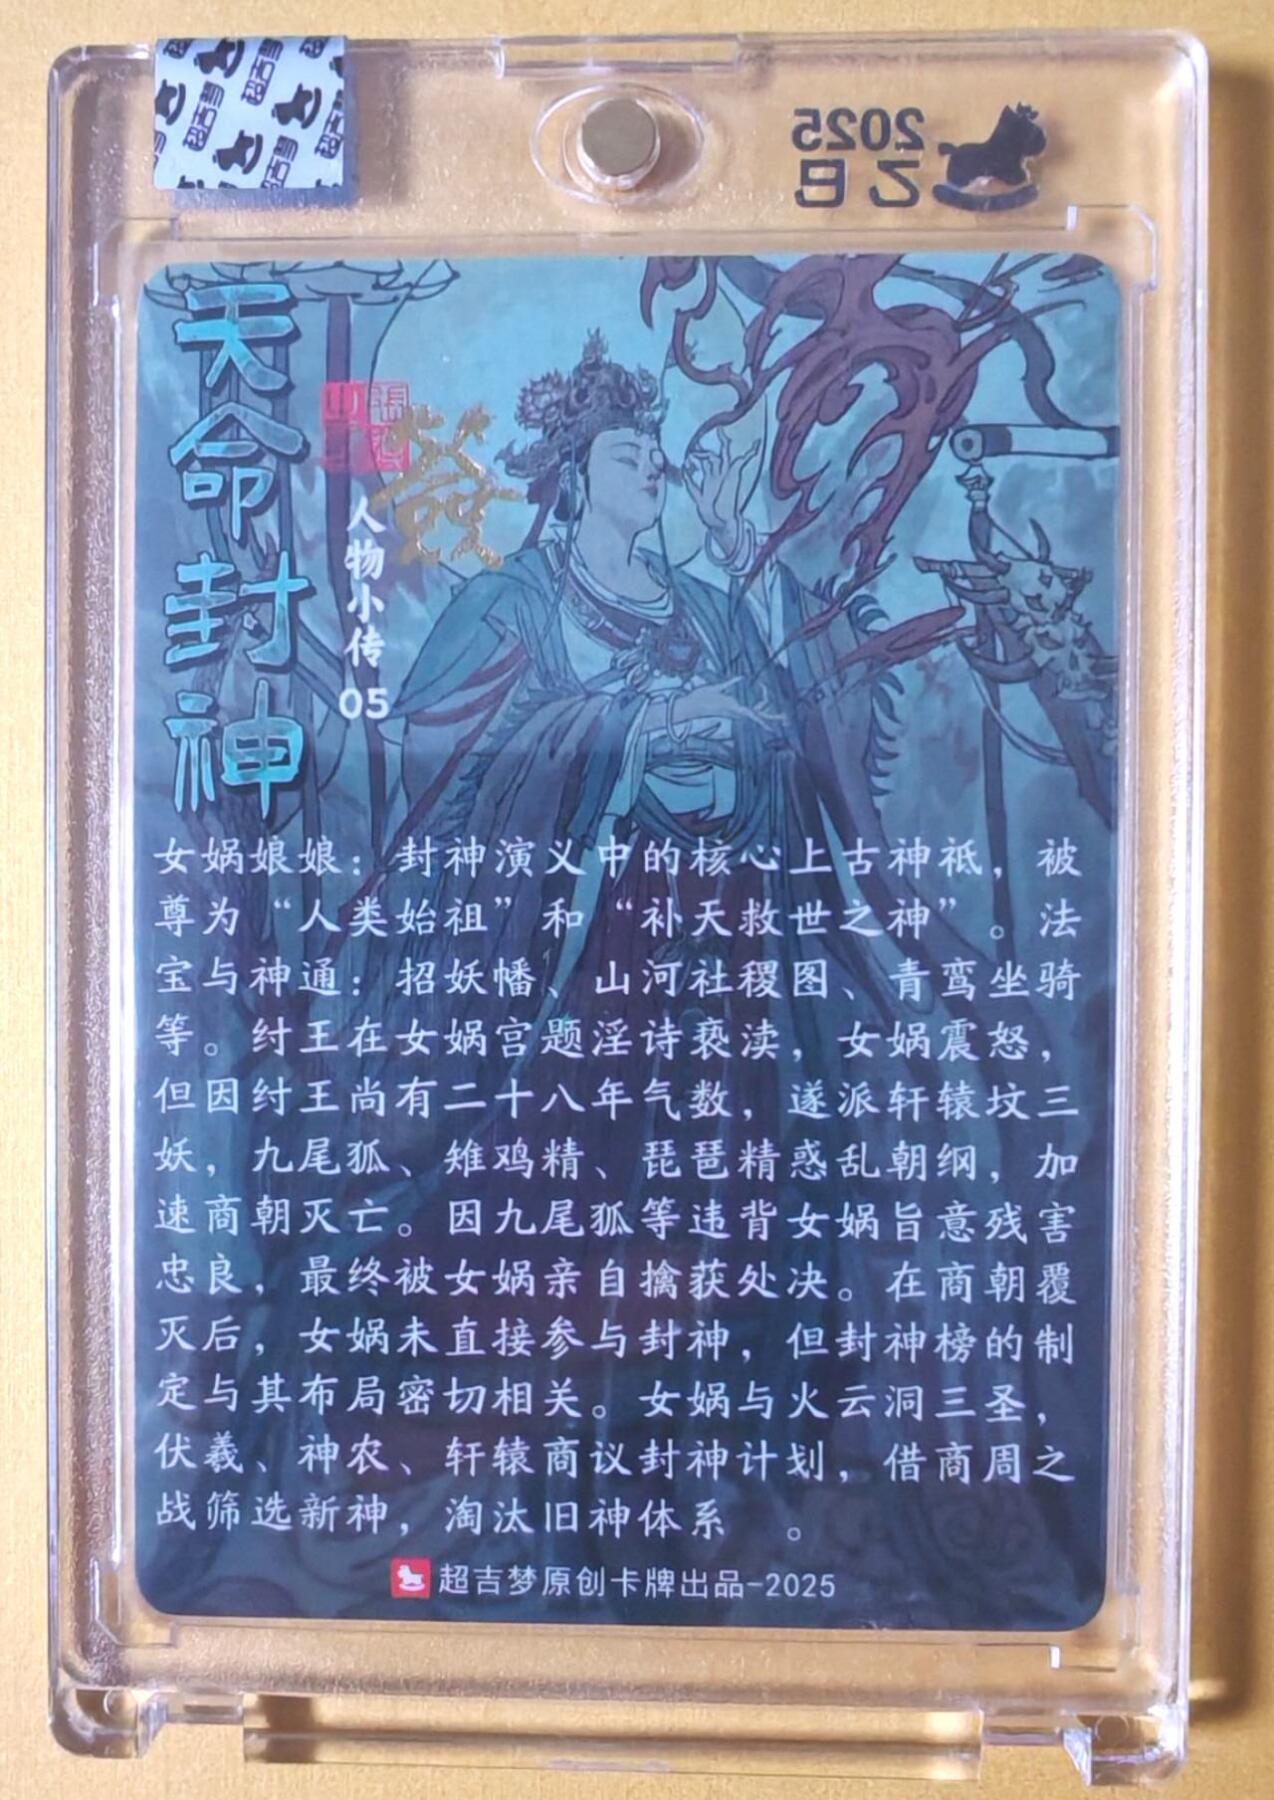 2025
乙巳
天命封神
發
人物小传
05
女娲娘娘：封神演义中的核心上古神祇，被
尊为“人类始祖”和“补天救世之神”。法
宝与神通：招妖幡、山河社稷图、青鸾坐骑
等。纣王在女娲宫题淫诗亵渎，女娲震怒，
但因纣王尚有二十八年气数，遂派轩辕坟三
妖，九尾狐、雉鸡精、琵琶精惑乱朝纲，加
速商朝灭亡。因九尾狐等违背女娲旨意残害
忠良，最终被女娲亲自擒获处决。在商朝覆
灭后，女娲未直接参与封神，但封神榜的制
定与其布局密切相关。女娲与火云洞三圣，
伏羲、神农、轩辕商议封神计划，借商周之
战筛选新神，淘汰旧神体系 。
超吉梦原创卡牌出品-2025